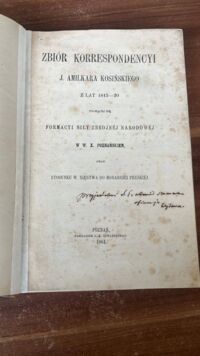 ZBIÓR KORRESPONDENCYI
J. AMILKAREGO KOSIŃSKIEGO
Z LAT 1815—20
TYCZĄCEJ SIĘ
FORMACYI SIŁY ZBROJNEJ NARODOWEJ
W W. X. POZNAŃSKIEM,
ORAZ
STOSUNKU W. XIĘSTWA DO MONARCHII PRUSKIEJ
POZNAŃ,
1861.